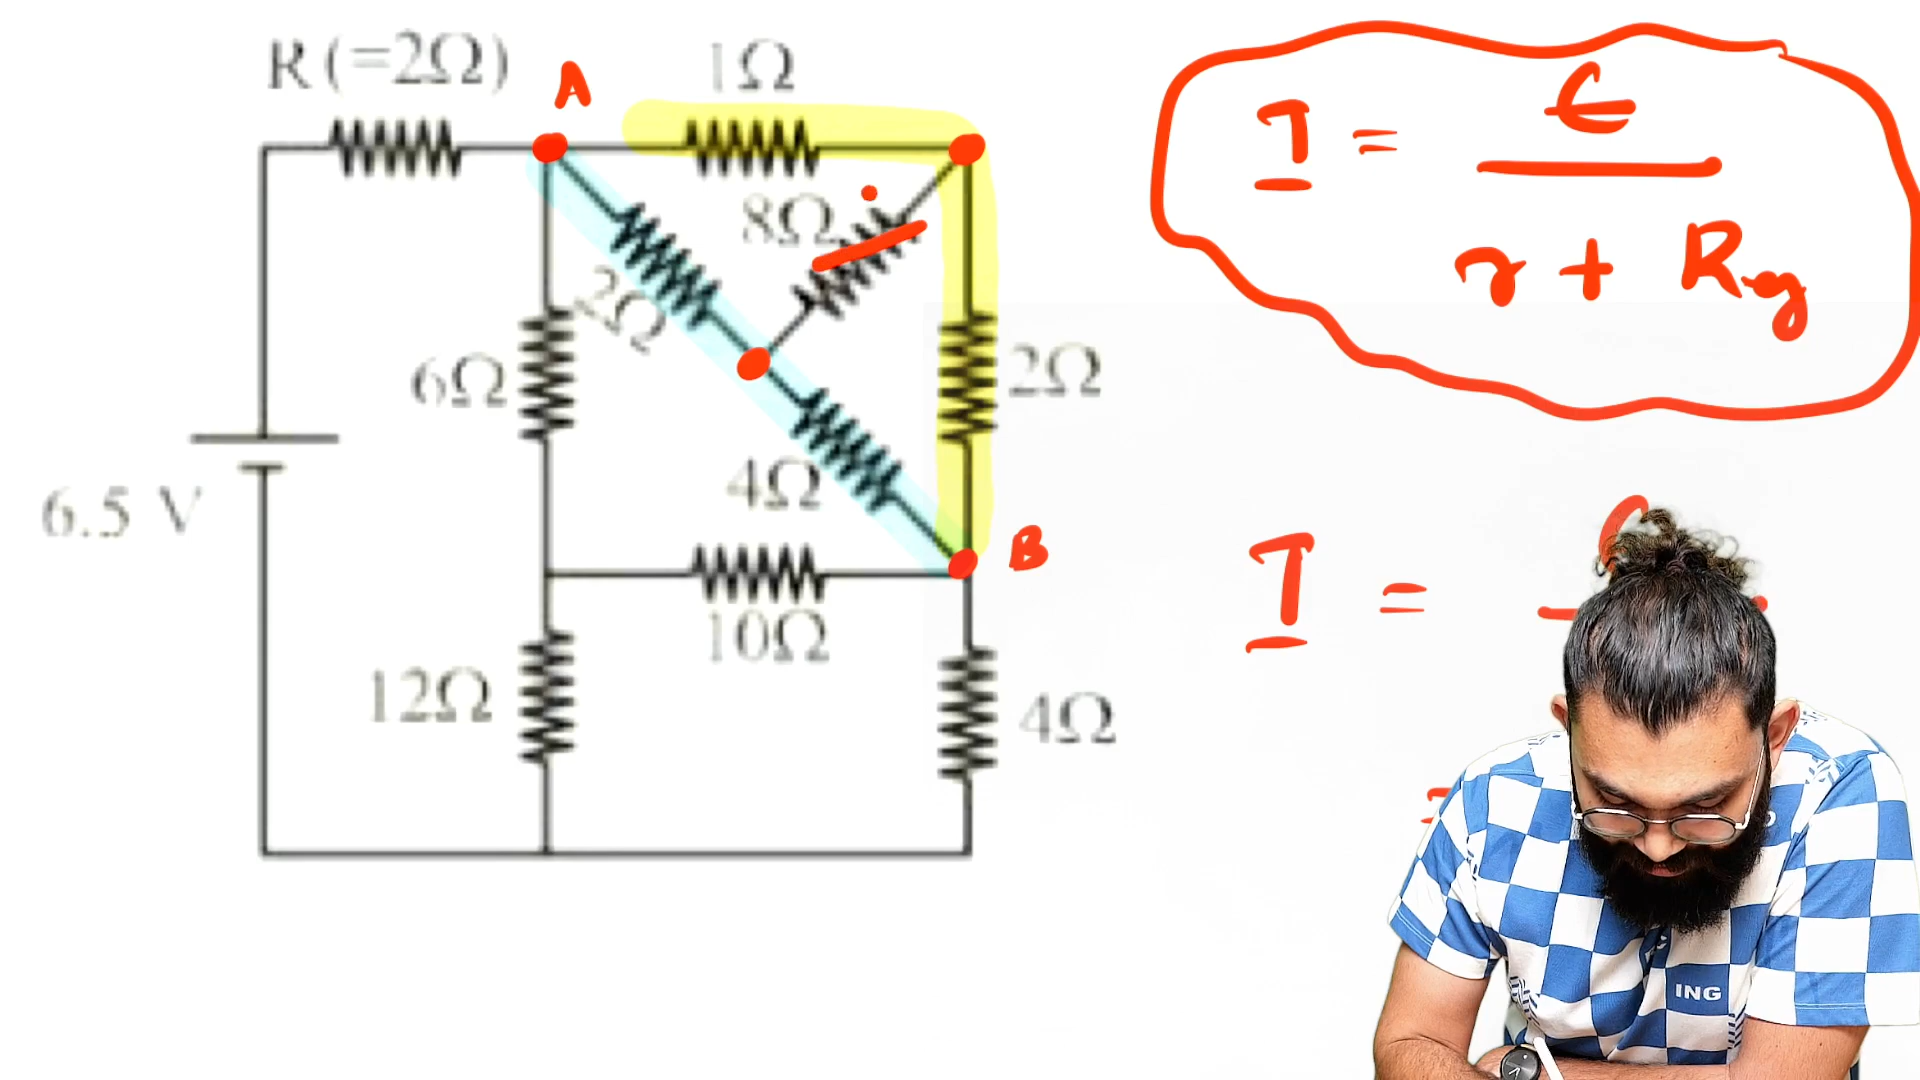 R (=2Ω)
A
1Ω
8Ω
2Ω
6Ω
2Ω
4Ω
6.5 V
B
10Ω
12Ω
4Ω
I = ϵ
r + Req
I =
ING